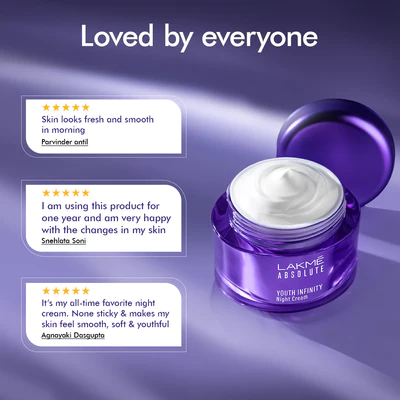 Loved by everyone
Skin looks fresh and smooth
in morning
Parvinder antil
I am using this product for
one year and am very happy
with the changes in my skin
Snehlata Soni
It's my all-time favorite night
cream. None sticky & makes my
skin feel smooth, soft & youthful
Agnayaki Dasgupta
LAKMÉ
ABSOLUTE
YOUTH INFINITY
Night Cream